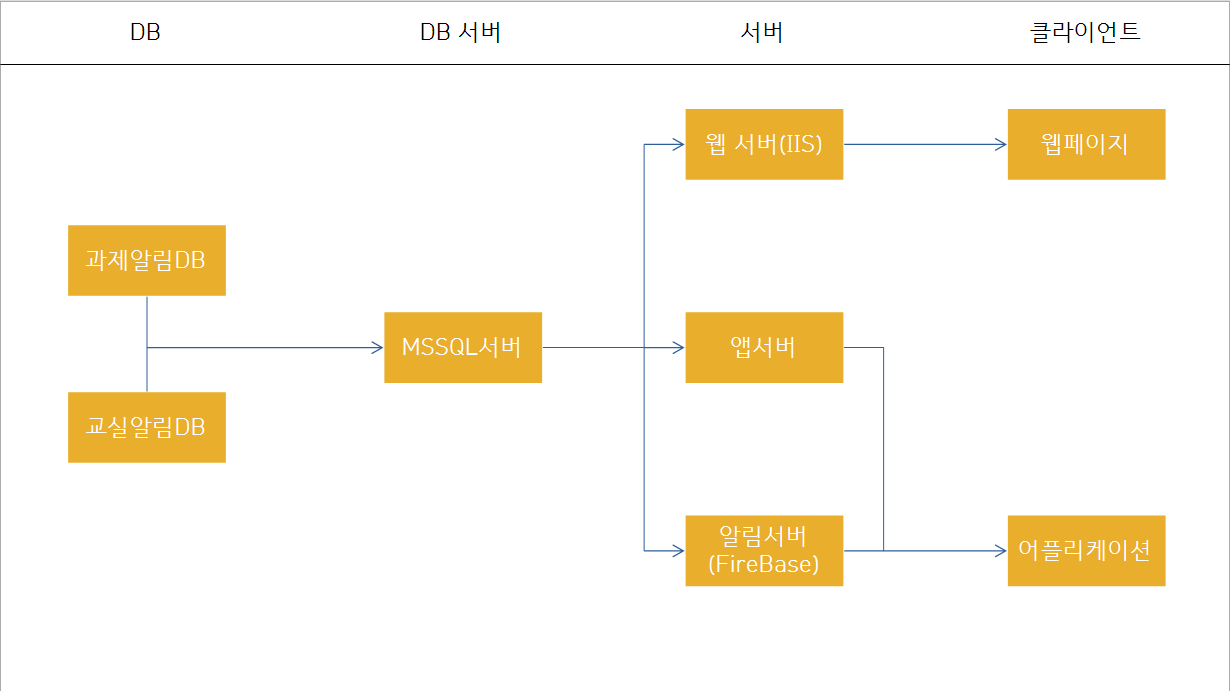 DB
DB 서버
서버
클라이언트
웹 서버(IIS)
웹페이지
과제알림DB
MSSQL서버
앱서버
교실알림DB
알림서버
(FireBase)
어플리케이션